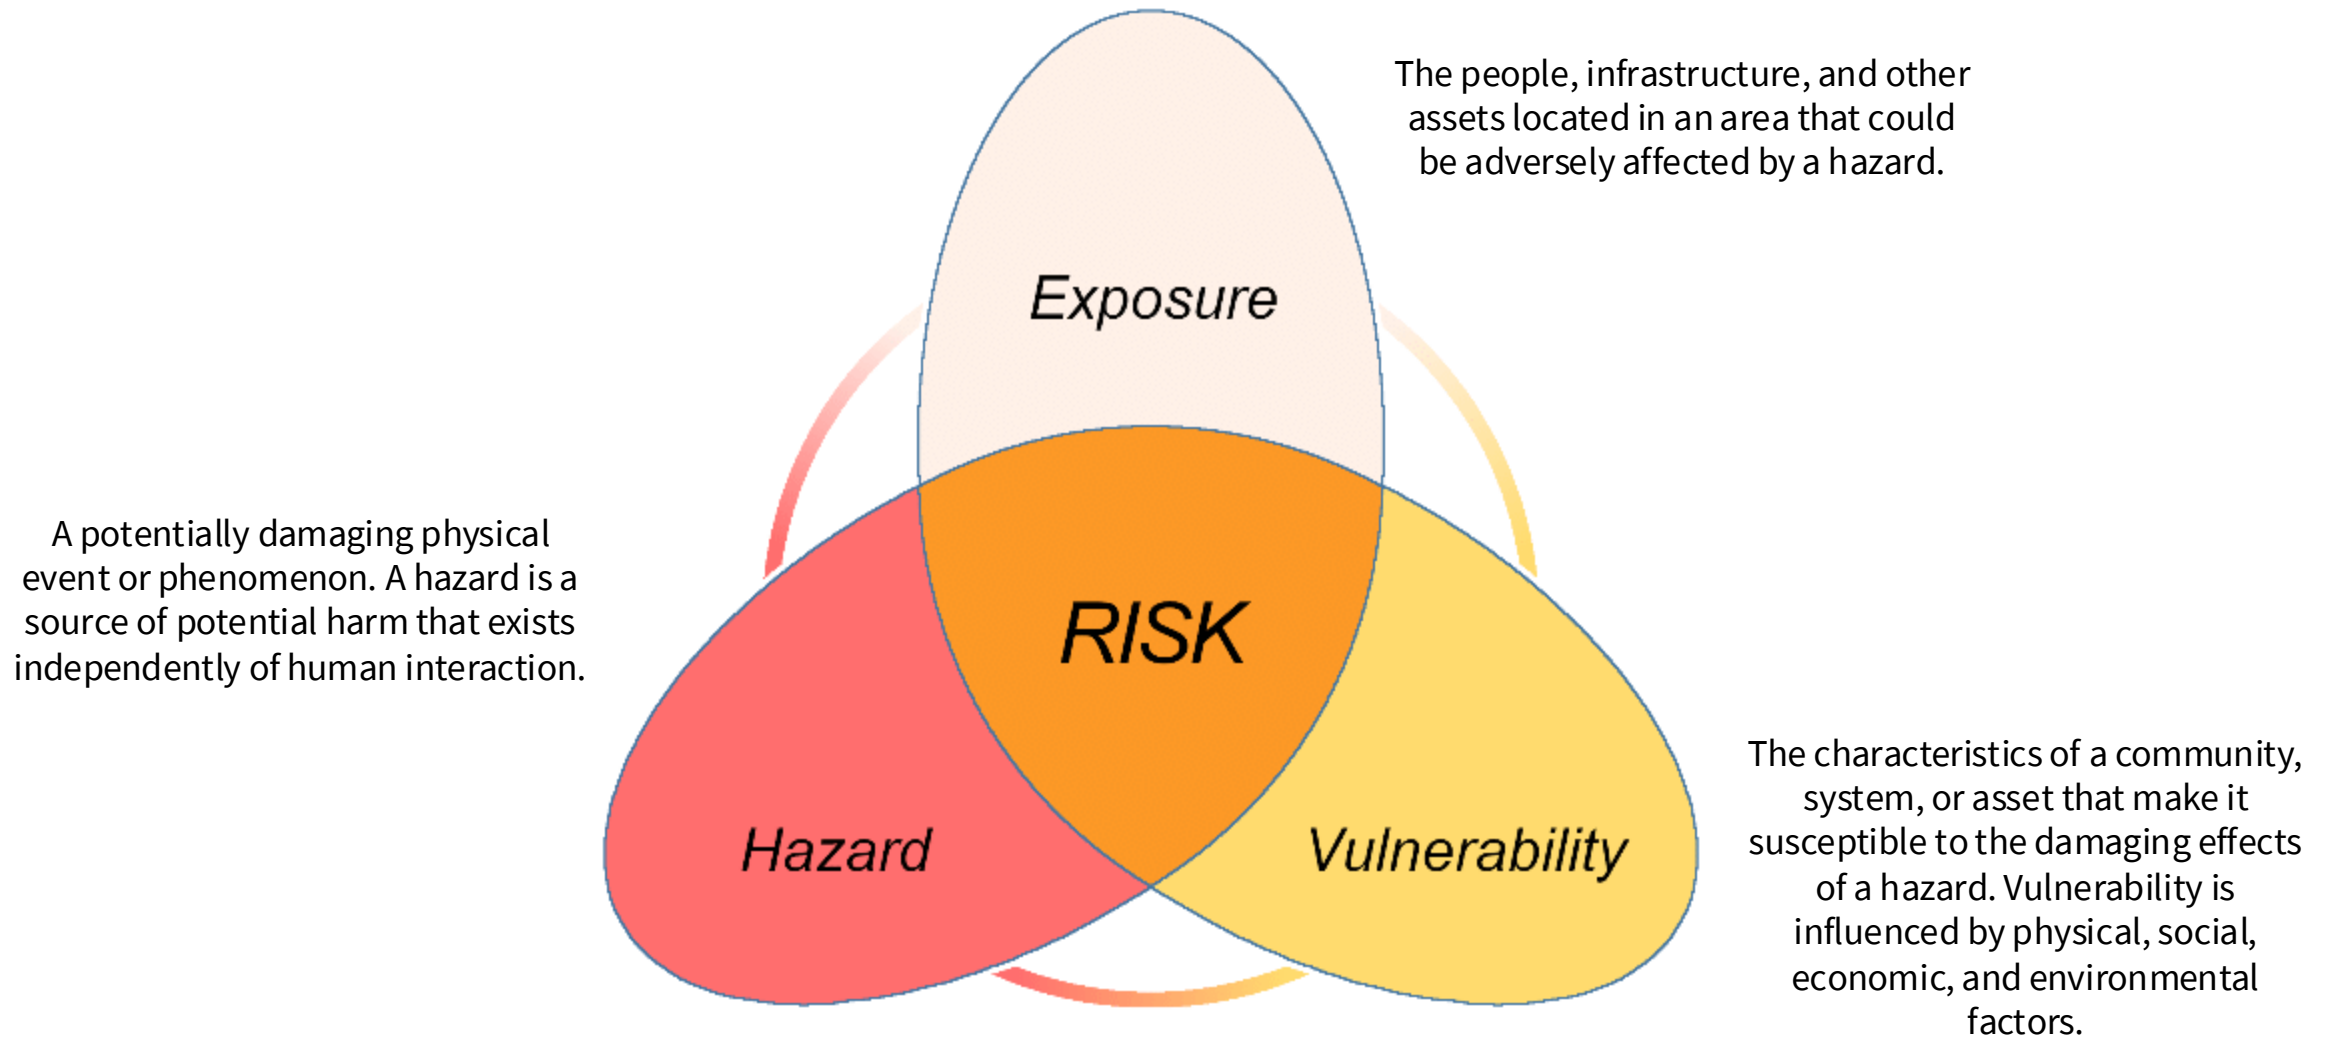 The people, infrastructure, and other
assets located in an area that could
be adversely affected by a hazard.
Exposure
A potentially damaging physical
event or phenomenon. A hazard is a
source of potential harm that exists
independently of human interaction.
RISK
Hazard
Vulnerability
The characteristics of a community,
system, or asset that make it
susceptible to the damaging effects
of a hazard. Vulnerability is
influenced by physical, social,
economic, and environmental
factors.